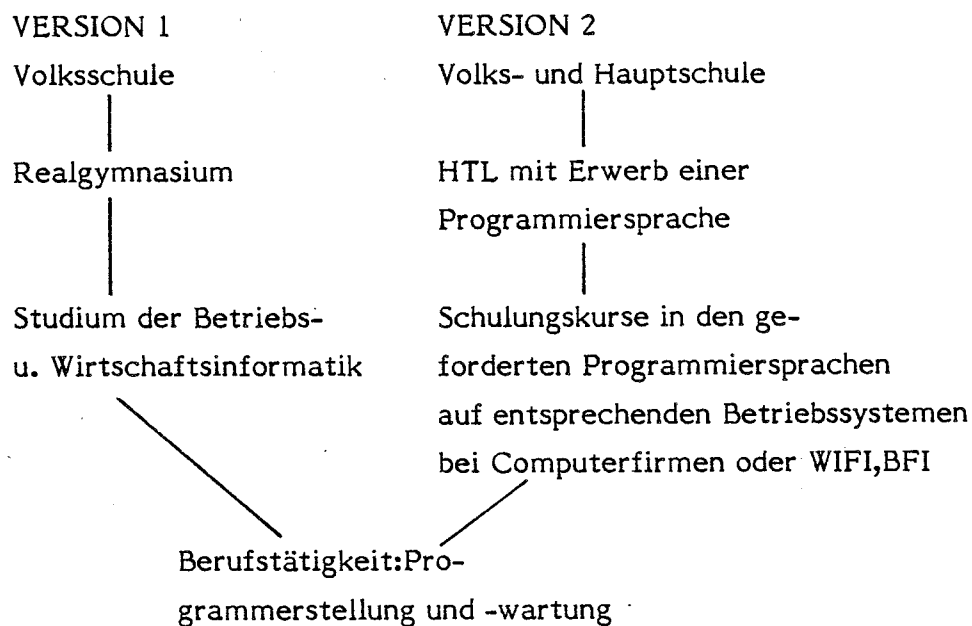 VERSION 1
Volksschule
Realgymnasium
Studium der Betriebs-
u. Wirtschaftsinformatik
VERSION 2
Volks- und Hauptschule
HTL mit Erwerb einer
Programmiersprache
Schulungskurse in den ge-
forderten Programmiersprachen
auf entsprechenden Betriebssystemen
bei Computerfirmen oder WIFI,BFI
Berufstätigkeit:Pro-
grammerstellung und -wartung